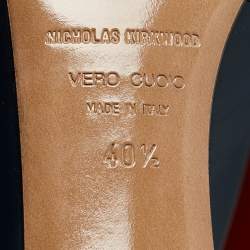 NICHOLAS KIRKWOOD
VERO CUOIO
MADE IN ITALY
40½